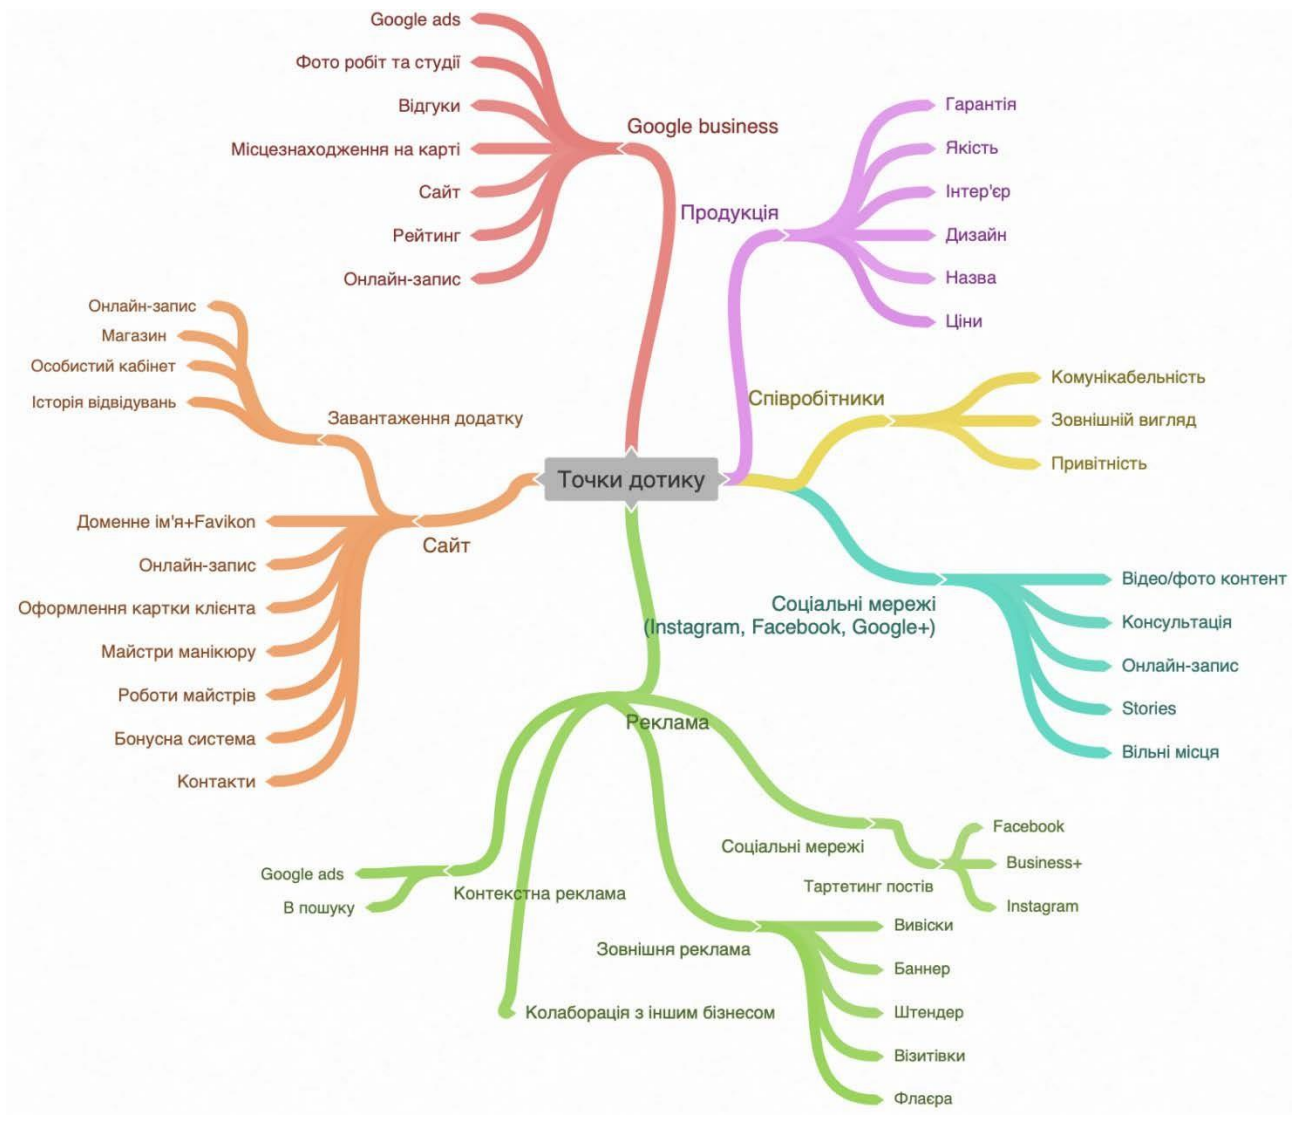 Google ads
Фото робіт та студії
Відгуки
Місцезнаходження на карті
Сайт
Рейтинг
Онлайн-запис
Google business
Гарантія
Якість
Інтер'єр
Дизайн
Назва
Ціни
Продукція
Комунікабельність
Зовнішній вигляд
Привітність
Співробітники
Точки дотику
Онлайн-запис
Магазин
Особистий кабінет
Історія відвідувань
Завантаження додатку
Доменне ім'я+Favikon
Онлайн-запис
Оформлення картки клієнта
Майстри манікюру
Роботи майстрів
Бонусна система
Контакти
Сайт
Соціальні мережі
(Instagram, Facebook, Google+)
Відео/фото контент
Консультація
Онлайн-запис
Stories
Вільні місця
Реклама
Соціальні мережі
Тартетинг постів
Facebook
Business+
Instagram
Google ads
В пошуку
Контекстна реклама
Зовнішня реклама
Вивіски
Баннер
Штендер
Візитівки
Флаєра
Колаборація з іншим бізнесом